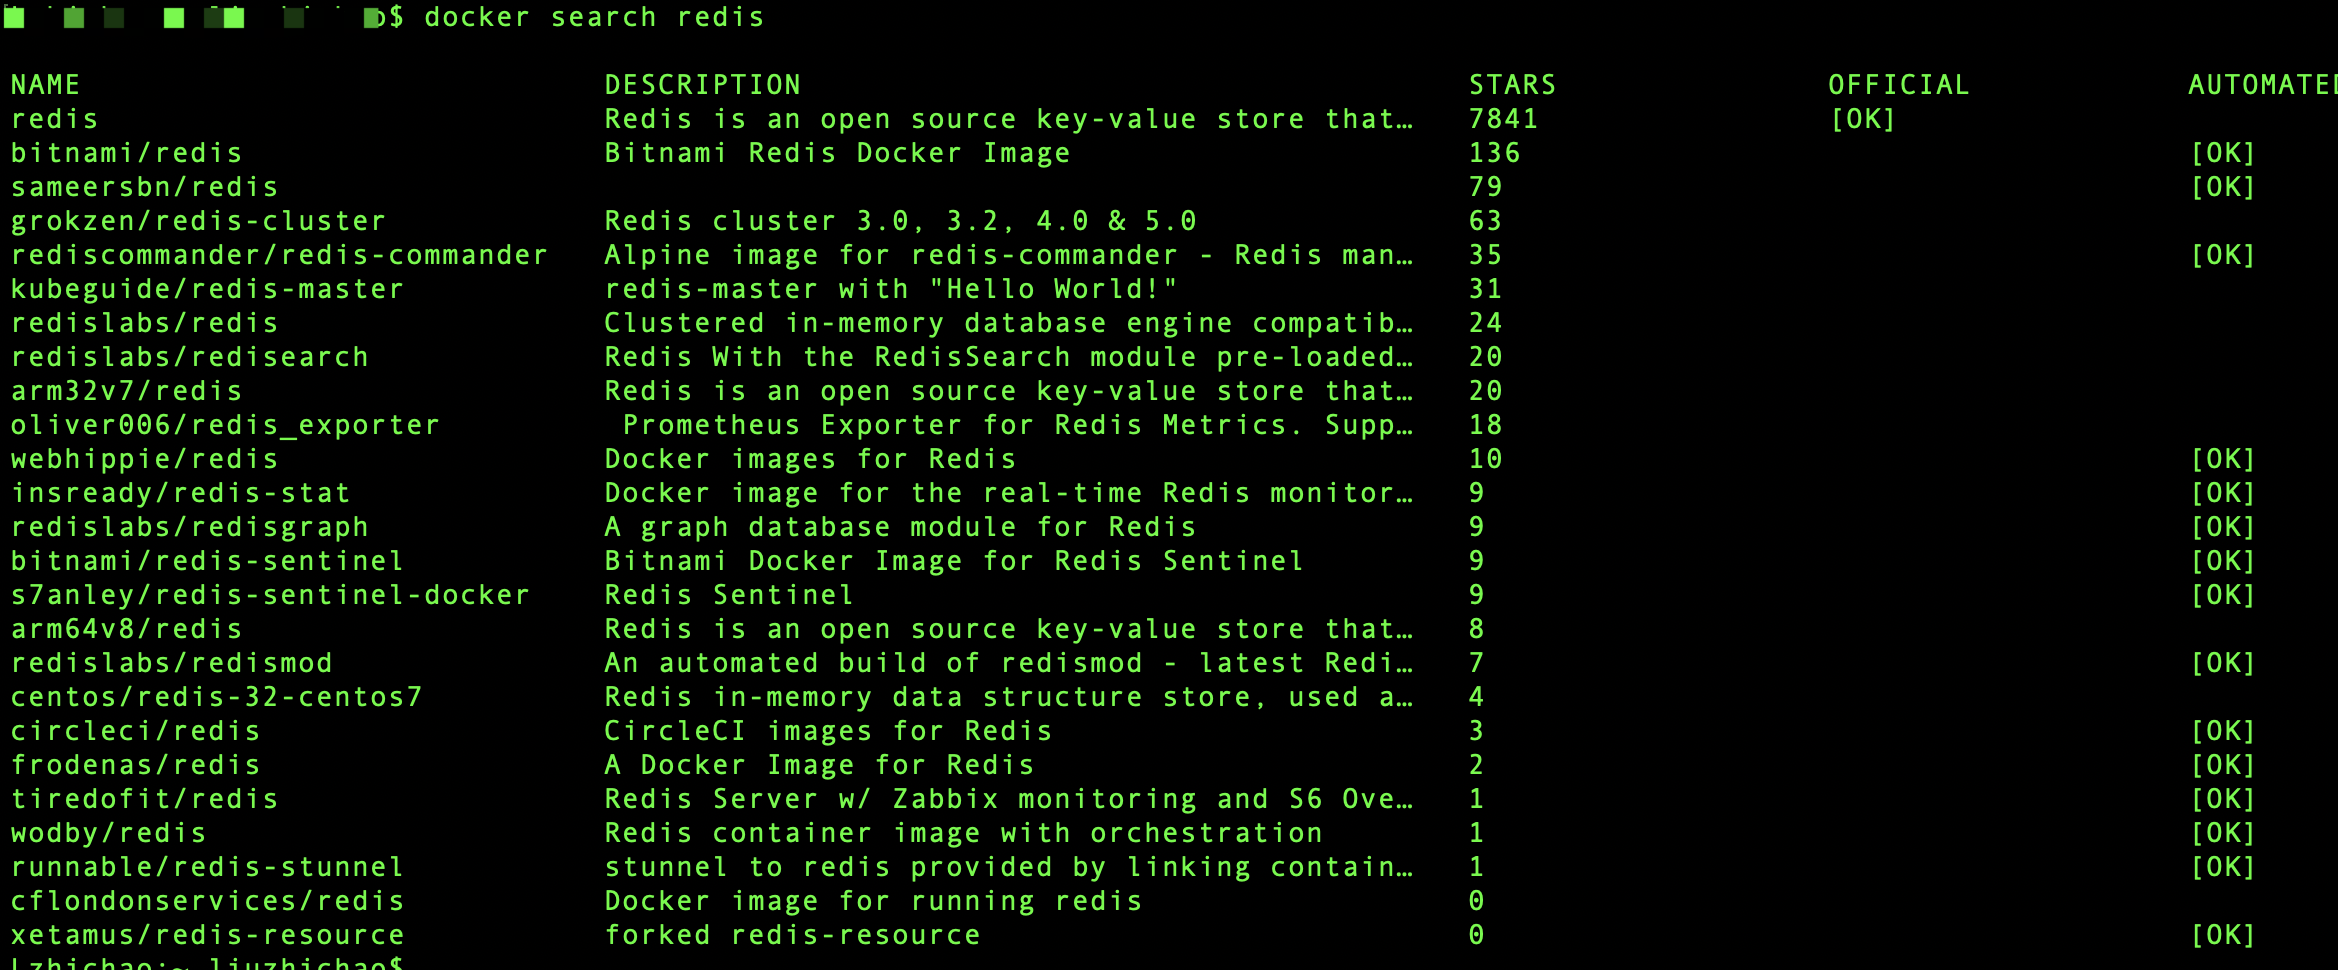 $ docker search redis
NAME DESCRIPTION STARS OFFICIAL AUTOMATED
redis Redis is an open source key-value store that… 7841 [OK]
bitnami/redis Bitnami Redis Docker Image 136 [OK]
sameersbn/redis 79 [OK]
grokzen/redis-cluster Redis cluster 3.0, 3.2, 4.0 & 5.0 63
rediscommander/redis-commander Alpine image for redis-commander - Redis man… 35 [OK]
kubeguide/redis-master redis-master with "Hello World!" 31
redislabs/redis Clustered in-memory database engine compatib… 24
redislabs/redisearch Redis With the RedisSearch module pre-loaded… 20
arm32v7/redis Redis is an open source key-value store that… 20
oliver006/redis_exporter Prometheus Exporter for Redis Metrics. Supp… 18
webhippie/redis Docker images for Redis 10 [OK]
insready/redis-stat Docker image for the real-time Redis monitor… 9 [OK]
redislabs/redisgraph A graph database module for Redis 9 [OK]
bitnami/redis-sentinel Bitnami Docker Image for Redis Sentinel 9 [OK]
s7anley/redis-sentinel-docker Redis Sentinel 9 [OK]
arm64v8/redis Redis is an open source key-value store that… 8
redislabs/redismod An automated build of redismod - latest Redi… 7 [OK]
centos/redis-32-centos7 Redis in-memory data structure store, used a… 4
circleci/redis CircleCI images for Redis 3 [OK]
frodenas/redis A Docker Image for Redis 2 [OK]
tiredofit/redis Redis Server w/ Zabbix monitoring and S6 Ove… 1 [OK]
wodby/redis Redis container image with orchestration 1 [OK]
runnable/redis-stunnel stunnel to redis provided by linking contain… 1 [OK]
cflondonservices/redis Docker image for running redis 0
xetamus/redis-resource forked redis-resource 0 [OK]
liuzhichao$